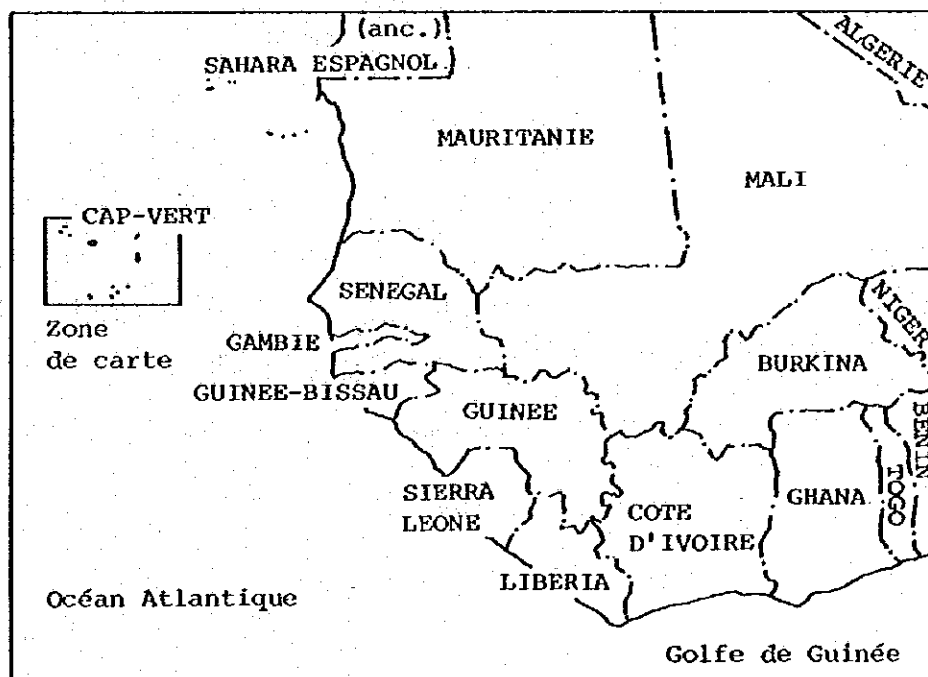 (anc.)
SAHARA ESPAGNOL
ALGERIE
MAURITANIE
MALI
CAP-VERT
SENEGAL
Zone
de carte
GAMBIE
NIGER
BURKINA
GUINEE-BISSAU
GUINEE
BENIN
SIERRA
LEONE
COTE
D'IVOIRE
GHANA
TOGO
LIBERIA
Océan Atlantique
Golfe de Guinée